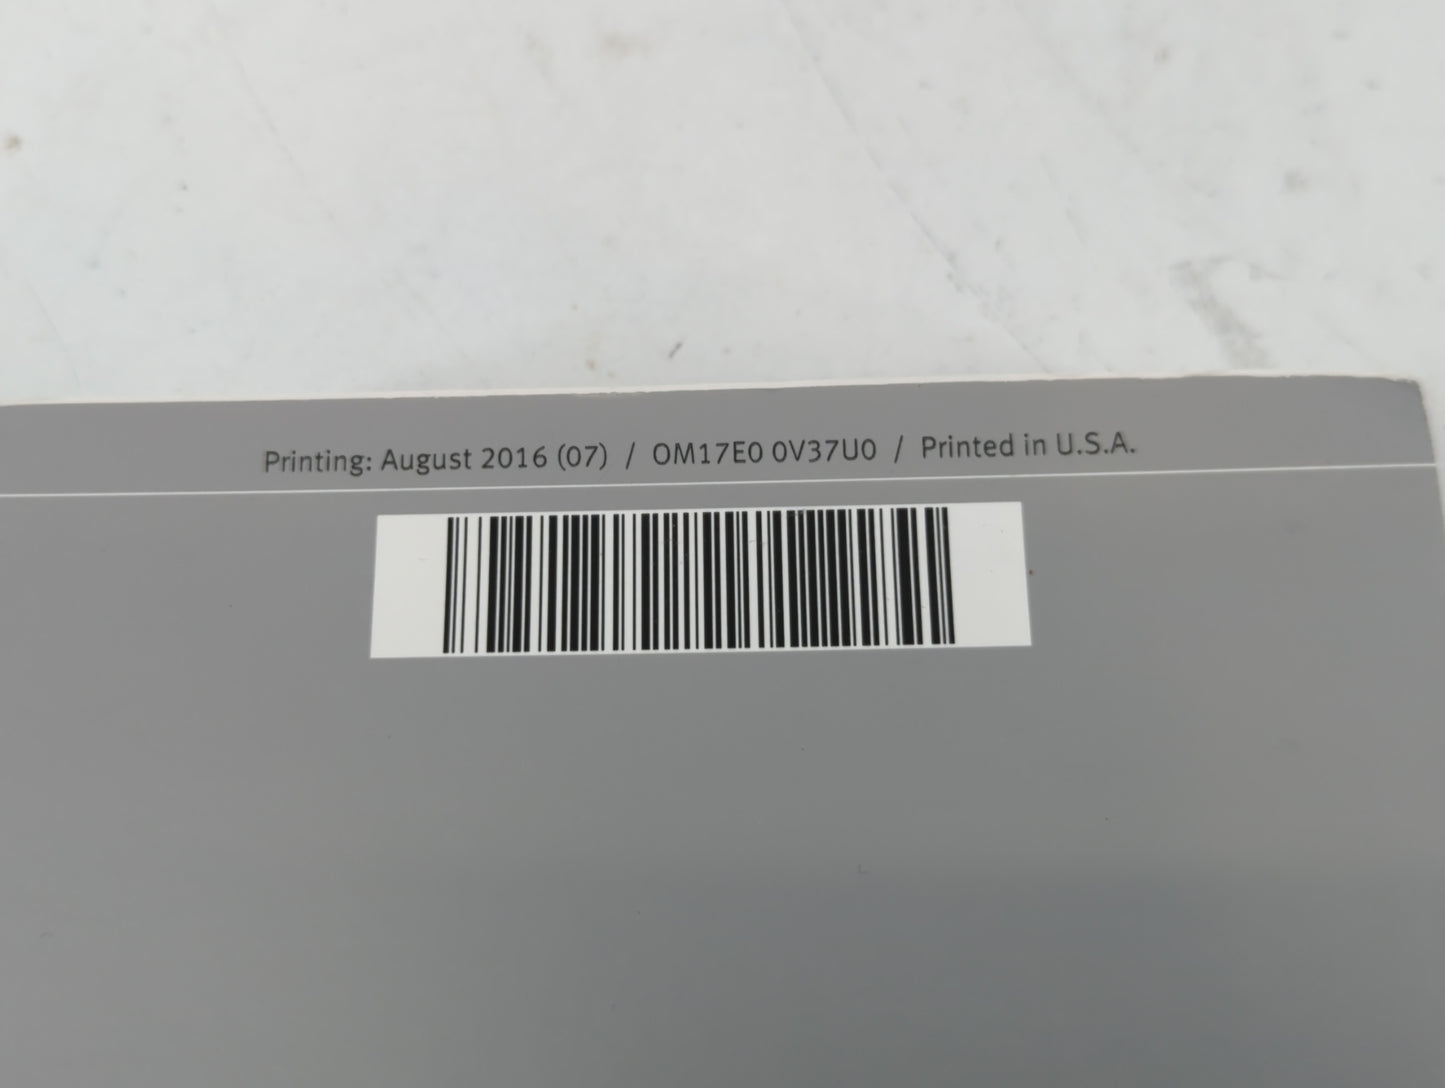 Printing: August 2016 (07) / OM17E0 0V37U0 / Printed in U.S.A.